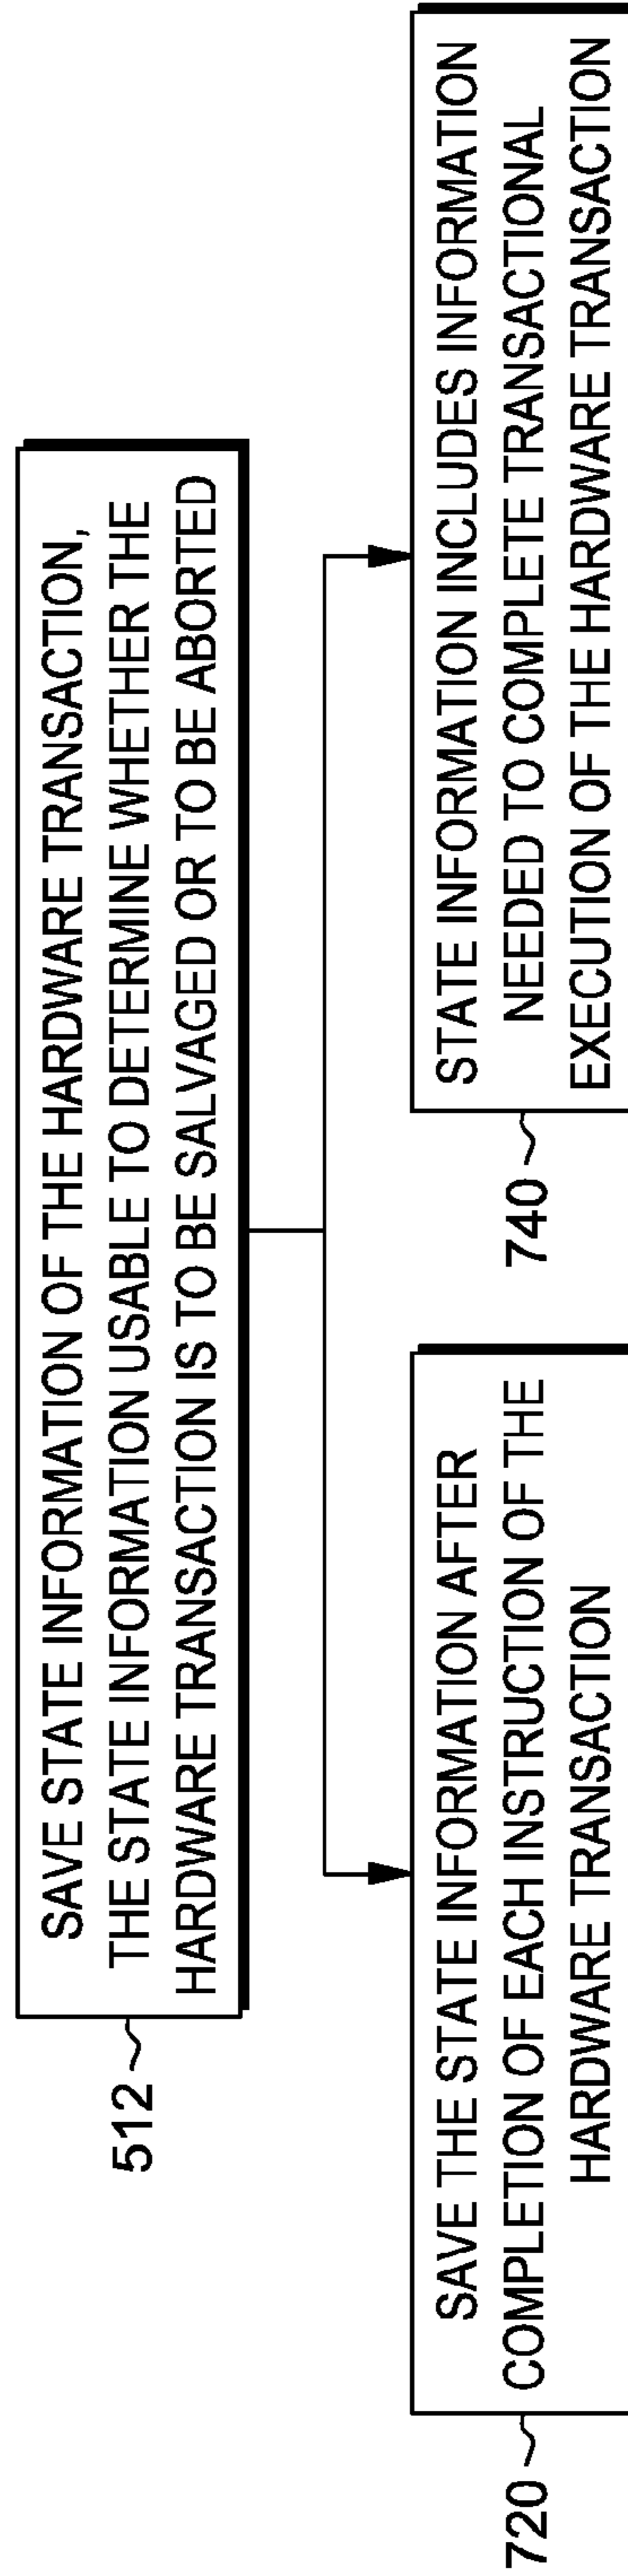 SAVE STATE INFORMATION OF THE HARDWARE TRANSACTION,
THE STATE INFORMATION USABLE TO DETERMINE WHETHER THE
HARDWARE TRANSACTION IS TO BE SALVAGED OR TO BE ABORTED
512
SAVE THE STATE INFORMATION AFTER
COMPLETION OF EACH INSTRUCTION OF THE
HARDWARE TRANSACTION
720
STATE INFORMATION INCLUDES INFORMATION
NEEDED TO COMPLETE TRANSACTIONAL
EXECUTION OF THE HARDWARE TRANSACTION
740